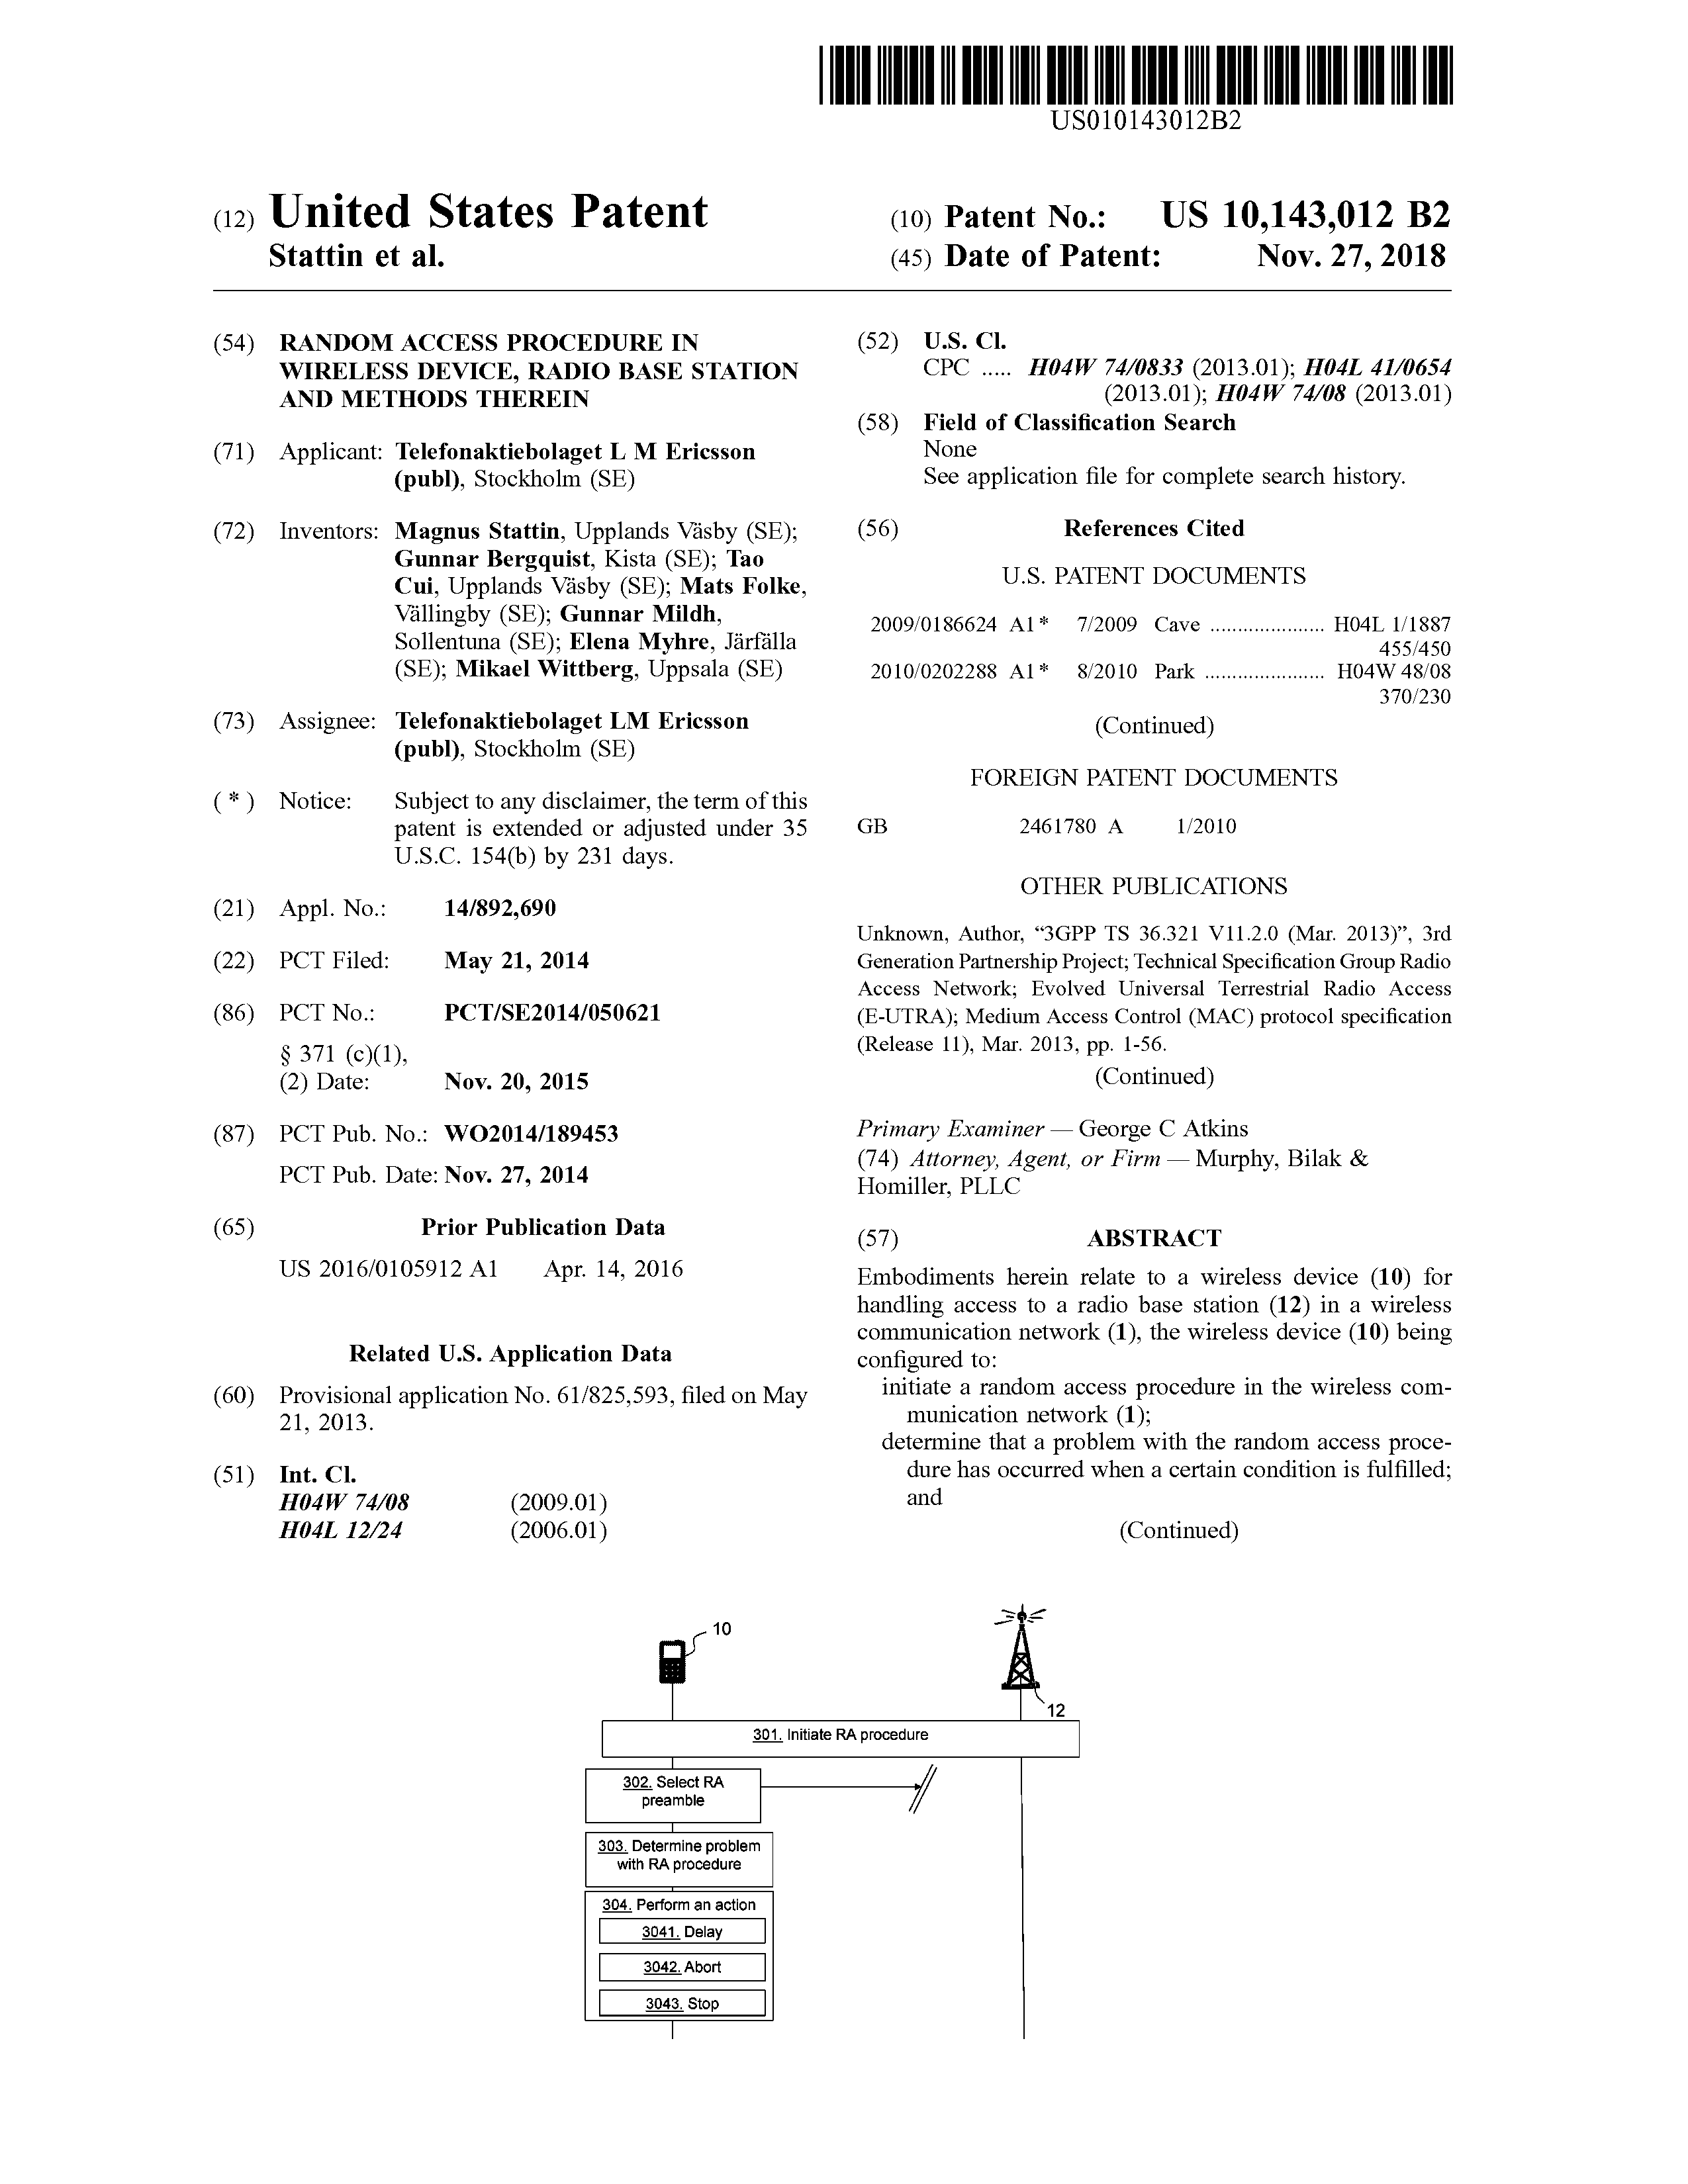 US010143012B2
(12) United States Patent
Stattin et al.
(10) Patent No.: US 10,143,012 B2
(45) Date of Patent: Nov. 27, 2018
(54) RANDOM ACCESS PROCEDURE IN
WIRELESS DEVICE, RADIO BASE STATION
AND METHODS THEREIN
(71) Applicant: Telefonaktiebolaget L M Ericsson
(publ), Stockholm (SE)
(72) Inventors: Magnus Stattin, Upplands Väsby (SE);
Gunnar Bergquist, Kista (SE); Tao
Cui, Upplands Väsby (SE); Mats Folke,
Vällingby (SE); Gunnar Mildh,
Sollentuna (SE); Elena Myhre, Järfälla
(SE); Mikael Wittberg, Uppsala (SE)
(73) Assignee: Telefonaktiebolaget LM Ericsson
(publ), Stockholm (SE)
( * ) Notice: Subject to any disclaimer, the term of this
patent is extended or adjusted under 35
U.S.C. 154(b) by 231 days.
(21) Appl. No.: 14/892,690
(22) PCT Filed: May 21, 2014
(86) PCT No.: PCT/SE2014/050621
§ 371 (c)(1),
(2) Date: Nov. 20, 2015
(87) PCT Pub. No.: WO2014/189453
PCT Pub. Date: Nov. 27, 2014
(65) Prior Publication Data
US 2016/0105912 A1 Apr. 14, 2016
Related U.S. Application Data
(60) Provisional application No. 61/825,593, filed on May
21, 2013.
(51) Int. Cl.
H04W 74/08 (2009.01)
H04L 12/24 (2006.01)
(52) U.S. Cl.
CPC ..... H04W 74/0833 (2013.01); H04L 41/0654
(2013.01); H04W 74/08 (2013.01)
(58) Field of Classification Search
None
See application file for complete search history.
(56) References Cited
U.S. PATENT DOCUMENTS
2009/0186624 A1* 7/2009 Cave ..................... H04L 1/1887
455/450
2010/0202288 A1* 8/2010 Park ...................... H04W 48/08
370/230
(Continued)
FOREIGN PATENT DOCUMENTS
GB 2461780 A 1/2010
OTHER PUBLICATIONS
Unknown, Author, “3GPP TS 36.321 V11.2.0 (Mar. 2013)”, 3rd
Generation Partnership Project; Technical Specification Group Radio
Access Network; Evolved Universal Terrestrial Radio Access
(E-UTRA); Medium Access Control (MAC) protocol specification
(Release 11), Mar. 2013, pp. 1-56.
(Continued)
Primary Examiner — George C Atkins
(74) Attorney, Agent, or Firm — Murphy, Bilak &
Homiller, PLLC
(57) ABSTRACT
Embodiments herein relate to a wireless device (10) for
handling access to a radio base station (12) in a wireless
communication network (1), the wireless device (10) being
configured to:
initiate a random access procedure in the wireless com-
munication network (1);
determine that a problem with the random access proce-
dure has occurred when a certain condition is fulfilled;
and
(Continued)
10
12
301. Initiate RA procedure
302. Select RA
preamble
303. Determine problem
with RA procedure
304. Perform an action
3041. Delay
3042. Abort
3043. Stop